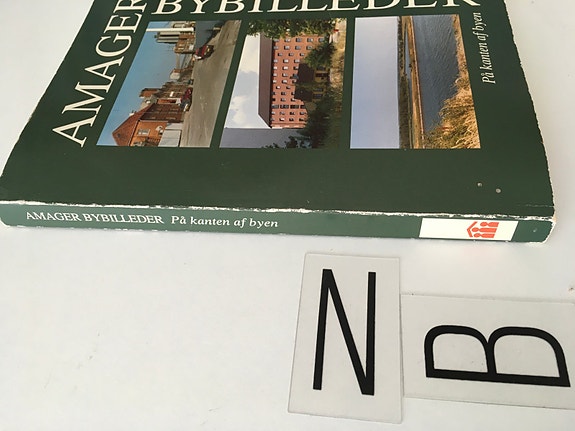 AMAGER
BYBILLEDER
På kanten af byen
AMAGER BYBILLEDER På kanten af byen
N
B